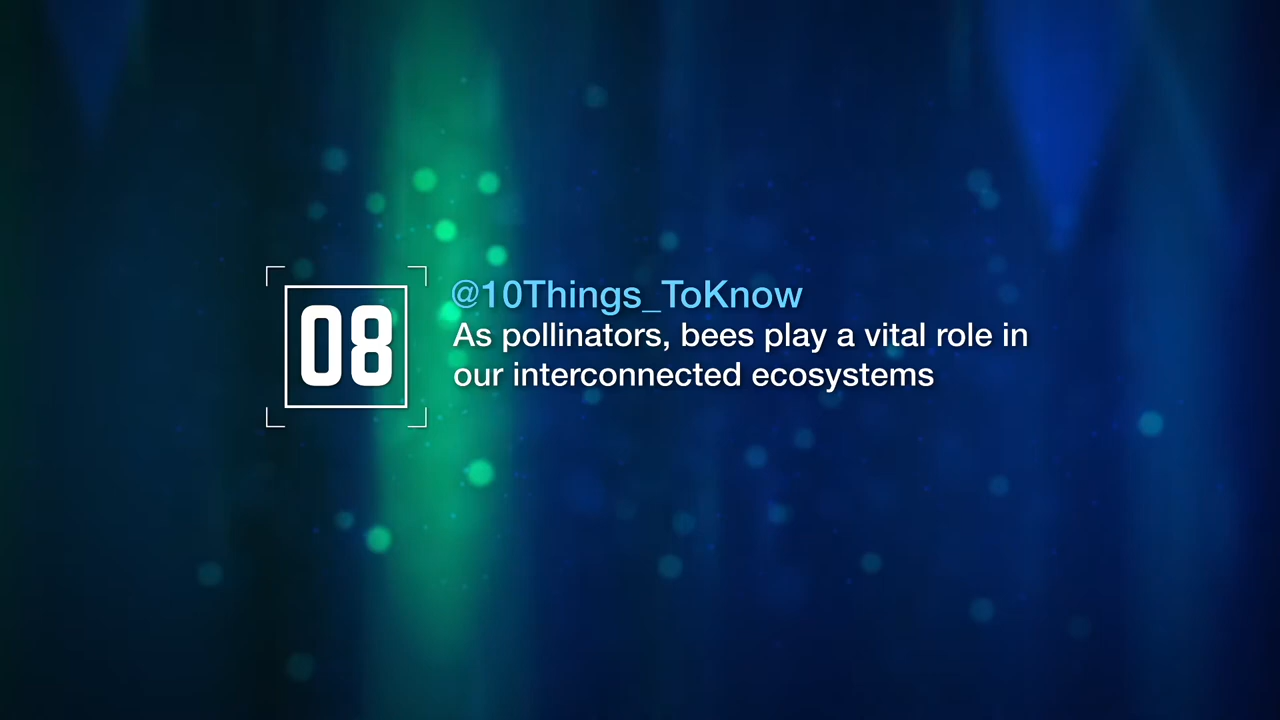 08
@10Things_ToKnow
As pollinators, bees play a vital role in
our interconnected ecosystems